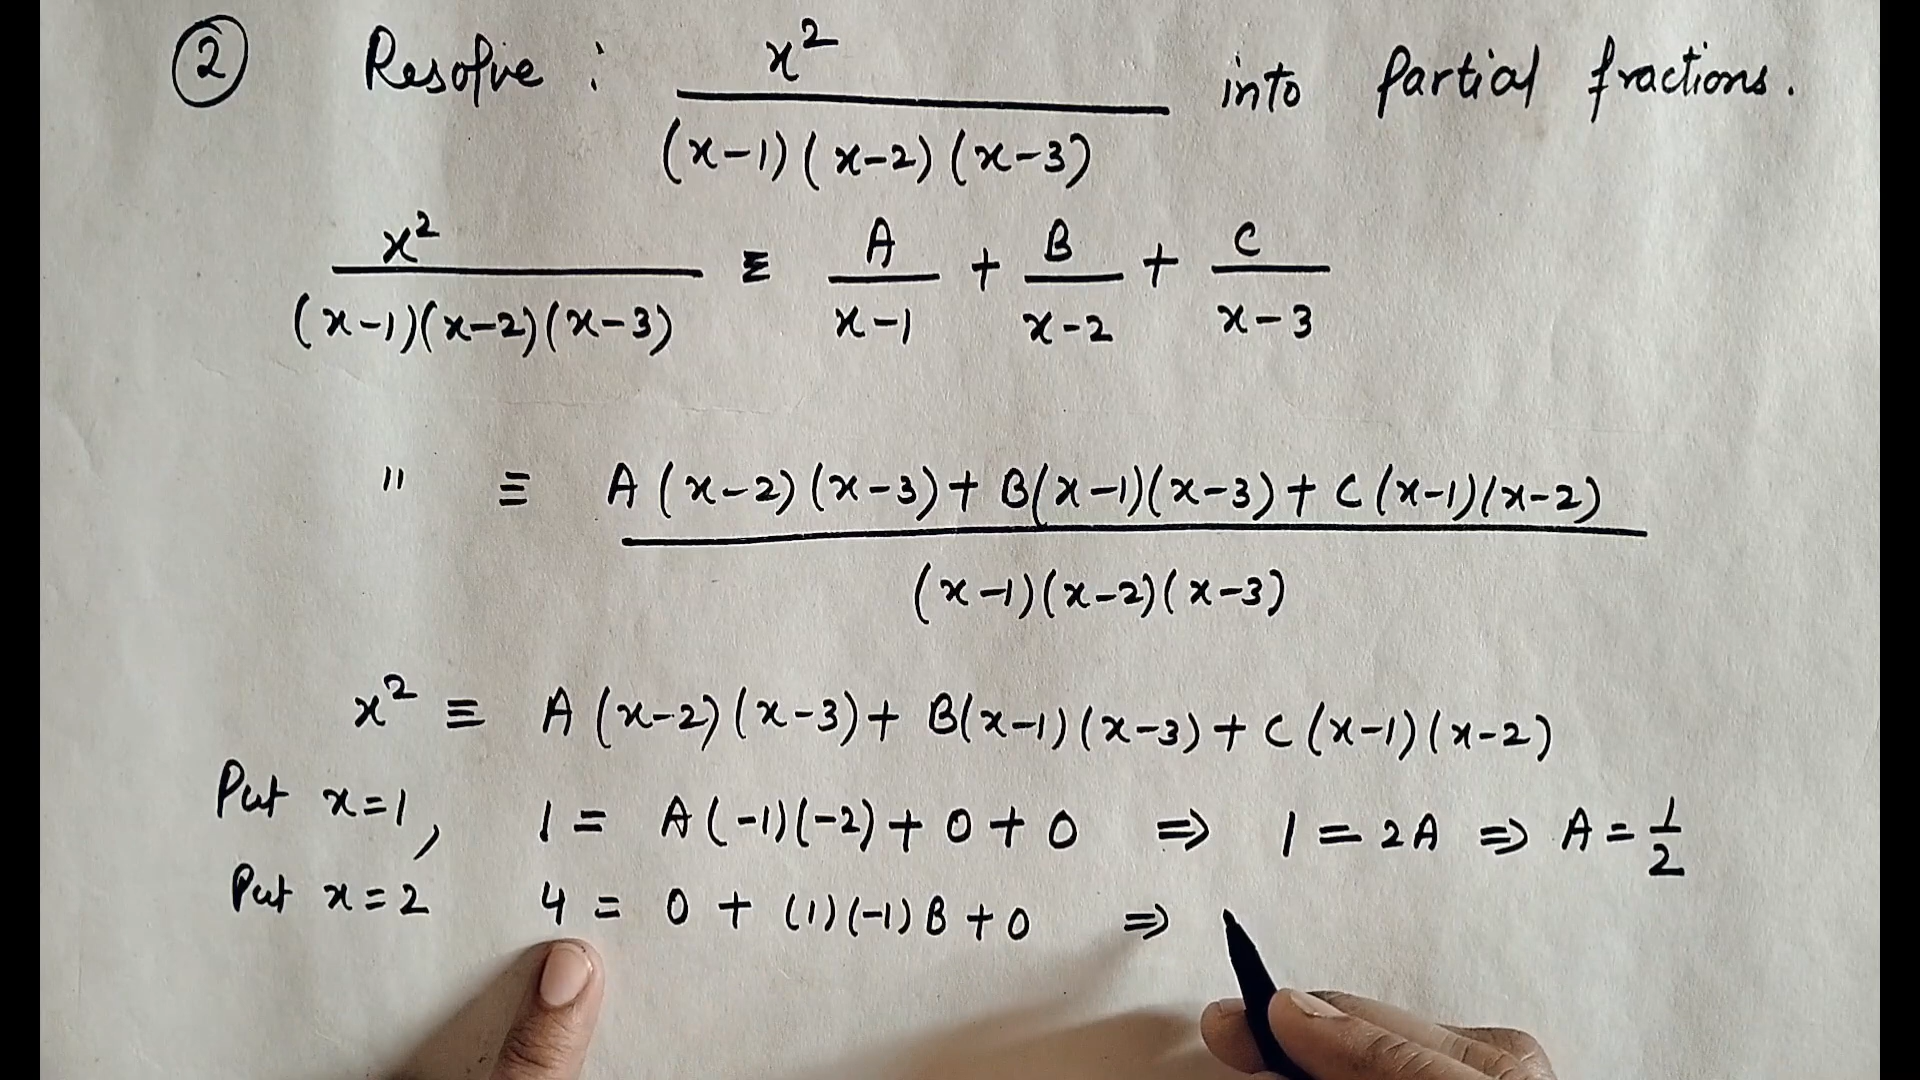 ② Resolve : x² / (x-1)(x-2)(x-3) into Partial fractions.
x² / (x-1)(x-2)(x-3) ≡ A / x-1 + B / x-2 + C / x-3
" ≡ A(x-2)(x-3) + B(x-1)(x-3) + C(x-1)(x-2) / (x-1)(x-2)(x-3)
x² ≡ A(x-2)(x-3) + B(x-1)(x-3) + C(x-1)(x-2)
Put x=1, 1 = A(-1)(-2) + 0 + 0 ⇒ 1 = 2A ⇒ A = 1/2
Put x=2 4 = 0 + (1)(-1)B + 0 ⇒